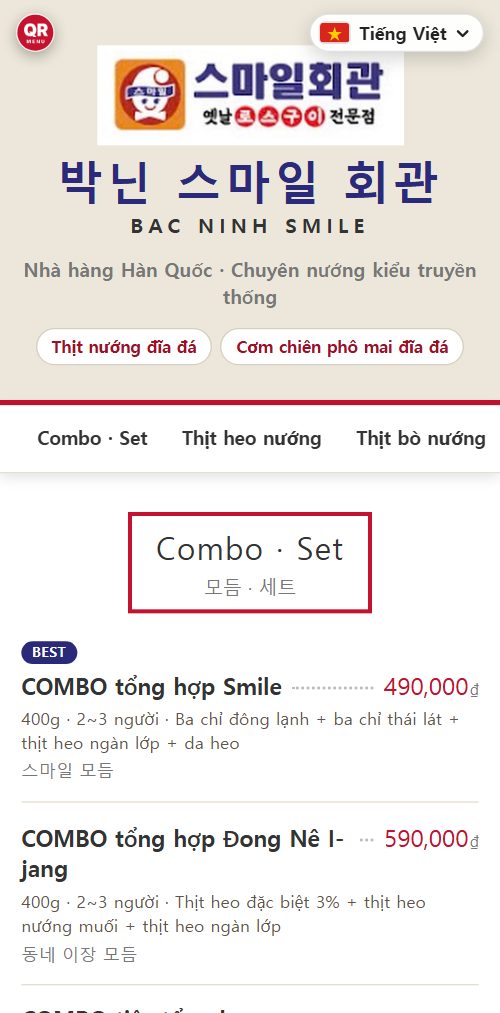 QR
MENU
Tiếng Việt
스마일
스마일회관
옛날 로스구이 전문점
박닌 스마일 회관
BAC NINH SMILE
Nhà hàng Hàn Quốc · Chuyên nướng kiểu truyền
thống
Thịt nướng đĩa đá
Cơm chiên phô mai đĩa đá
Combo · Set
Thịt heo nướng
Thịt bò nướng
Combo · Set
모듬 · 세트
BEST
COMBO tổng hợp Smile 490,000₫
400g · 2~3 người · Ba chỉ đông lạnh + ba chỉ thái lát +
thịt heo ngàn lớp + da heo
스마일 모듬
COMBO tổng hợp Đong Nê I- 590,000₫
jang
400g · 2~3 người · Thịt heo đặc biệt 3% + thịt heo
nướng muối + thịt heo ngàn lớp
동네 이장 모듬